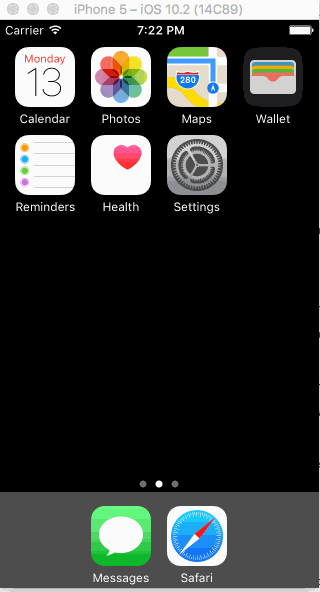 iPhone 5 – iOS 10.2 (14C89)
Carrier 7:22 PM
Monday
13
280
Calendar Photos Maps Wallet
Reminders Health Settings
Messages Safari